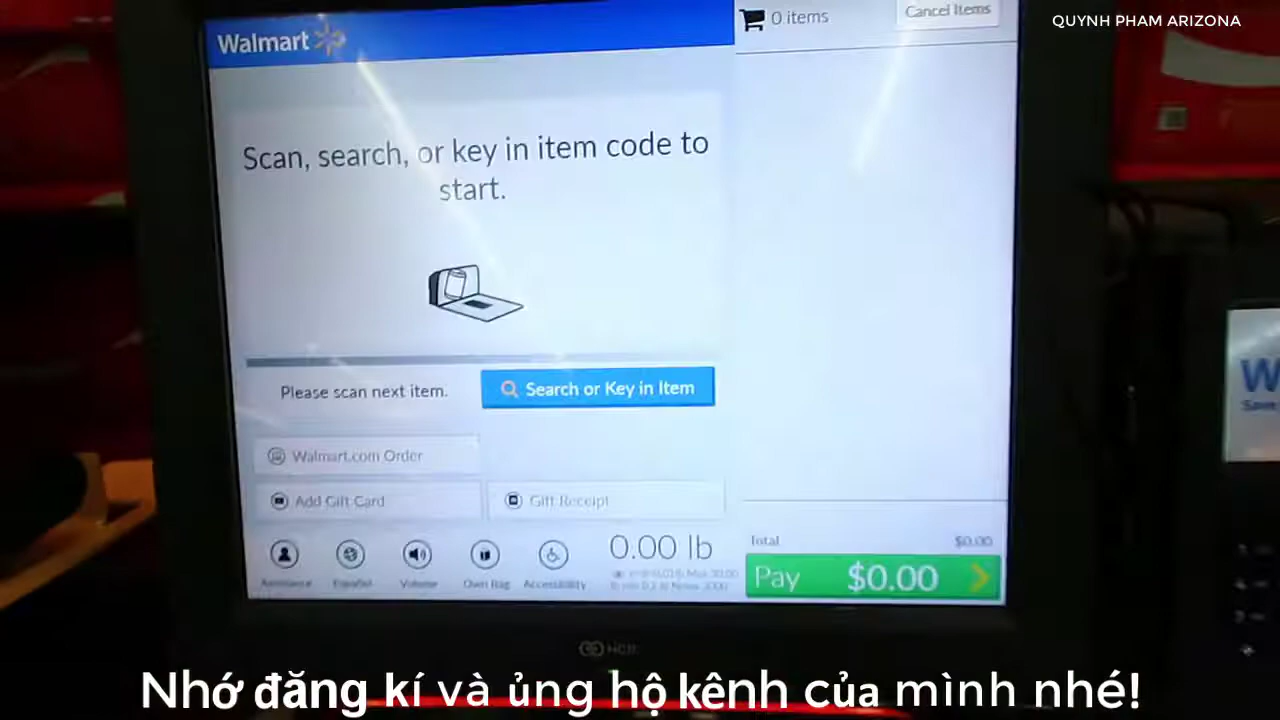 QUYNH PHAM ARIZONA
Walmart
0 items
Cancel Items
Scan, search, or key in item code to
start.
Please scan next item.
Search or Key in Item
Walmart.com Order
Add Gift Card
Gift Receipt
Assistance
Español
Volume
Own Bag
Accessibility
0.00 lb
Total
$0.00
Pay
$0.00
NCR
W
Save
Nhớ đăng kí và ủng hộ kênh của mình nhé!